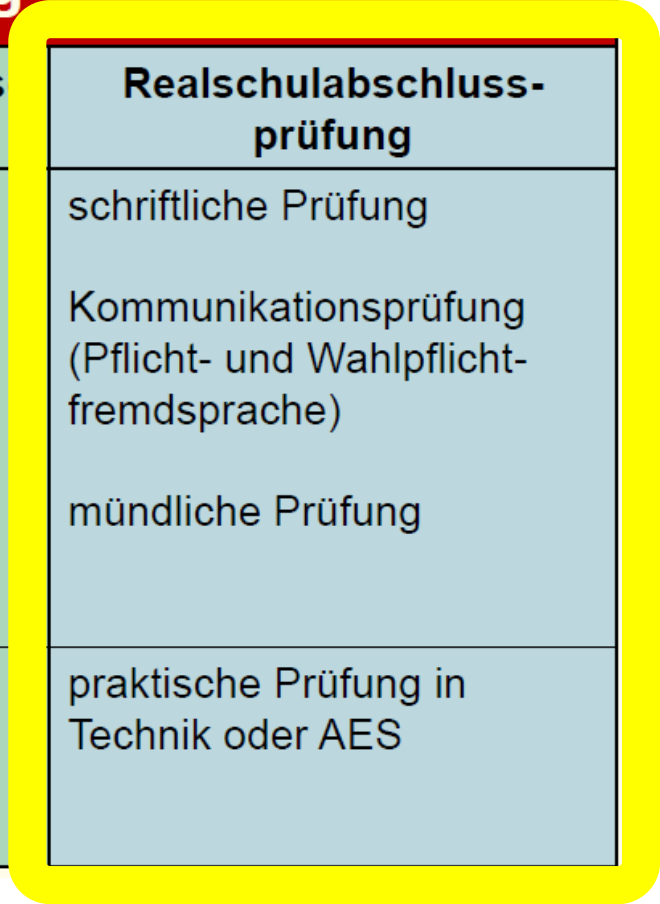 Realschulabschluss-
prüfung
schriftliche Prüfung
Kommunikationsprüfung
(Pflicht- und Wahlpflicht-
fremdsprache)
mündliche Prüfung
praktische Prüfung in
Technik oder AES